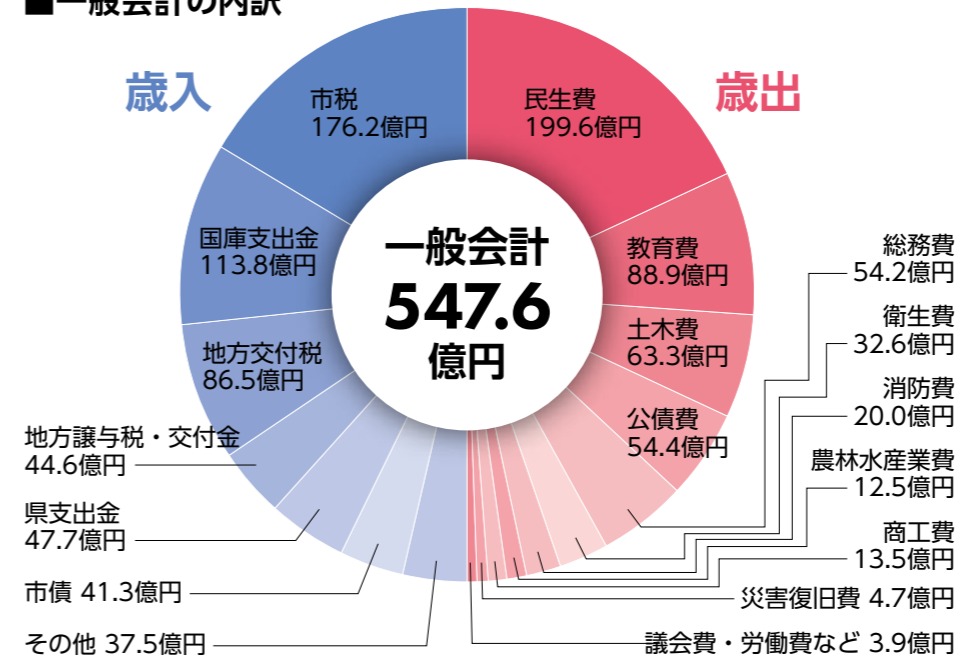 ■一般会計の内訳
歳入
歳出
市税
176.2億円
国庫支出金
113.8億円
地方交付税
86.5億円
地方譲与税・交付金
44.6億円
県支出金
47.7億円
市債 41.3億円
その他 37.5億円
一般会計
547.6
億円
民生費
199.6億円
教育費
88.9億円
土木費
63.3億円
公債費
54.4億円
総務費
54.2億円
衛生費
32.6億円
消防費
20.0億円
農林水産業費
12.5億円
商工費
13.5億円
災害復旧費 4.7億円
議会費・労働費など 3.9億円